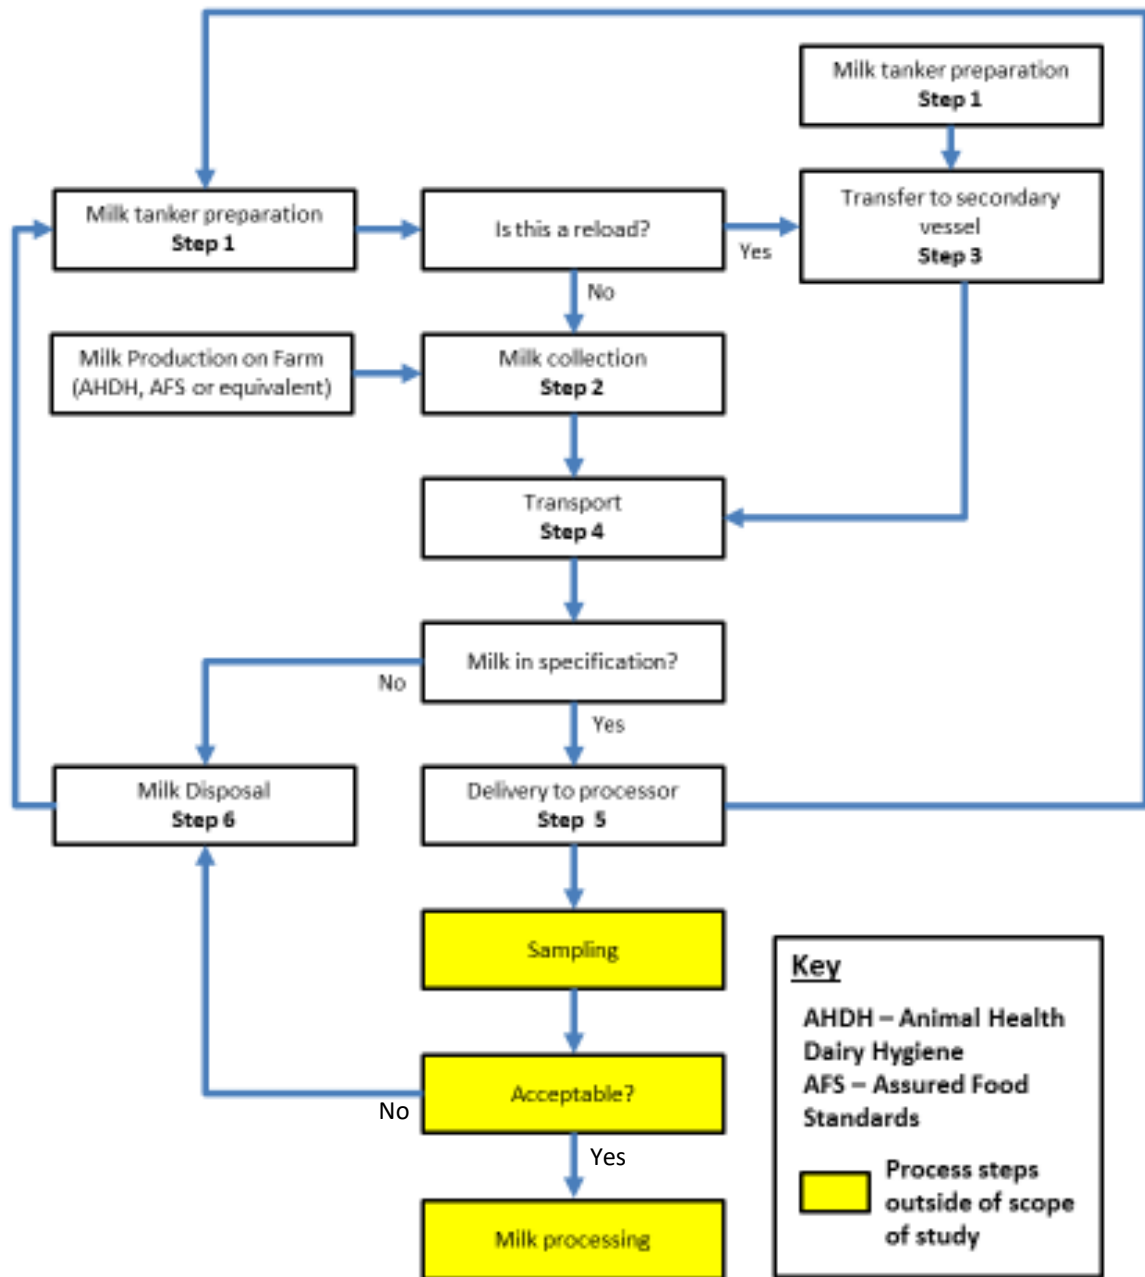 Milk tanker preparation
Step 1
Milk tanker preparation
Step 1
Is this a reload?
Yes
Transfer to secondary
vessel
Step 3
No
Milk Production on Farm
(AHDH, AFS or equivalent)
Milk collection
Step 2
Transport
Step 4
Milk in specification?
No
Yes
Milk Disposal
Step 6
Delivery to processor
Step 5
Sampling
Acceptable?
No
Yes
Milk processing
Key
AHDH – Animal Health
Dairy Hygiene
AFS – Assured Food
Standards
Process steps
outside of scope
of study